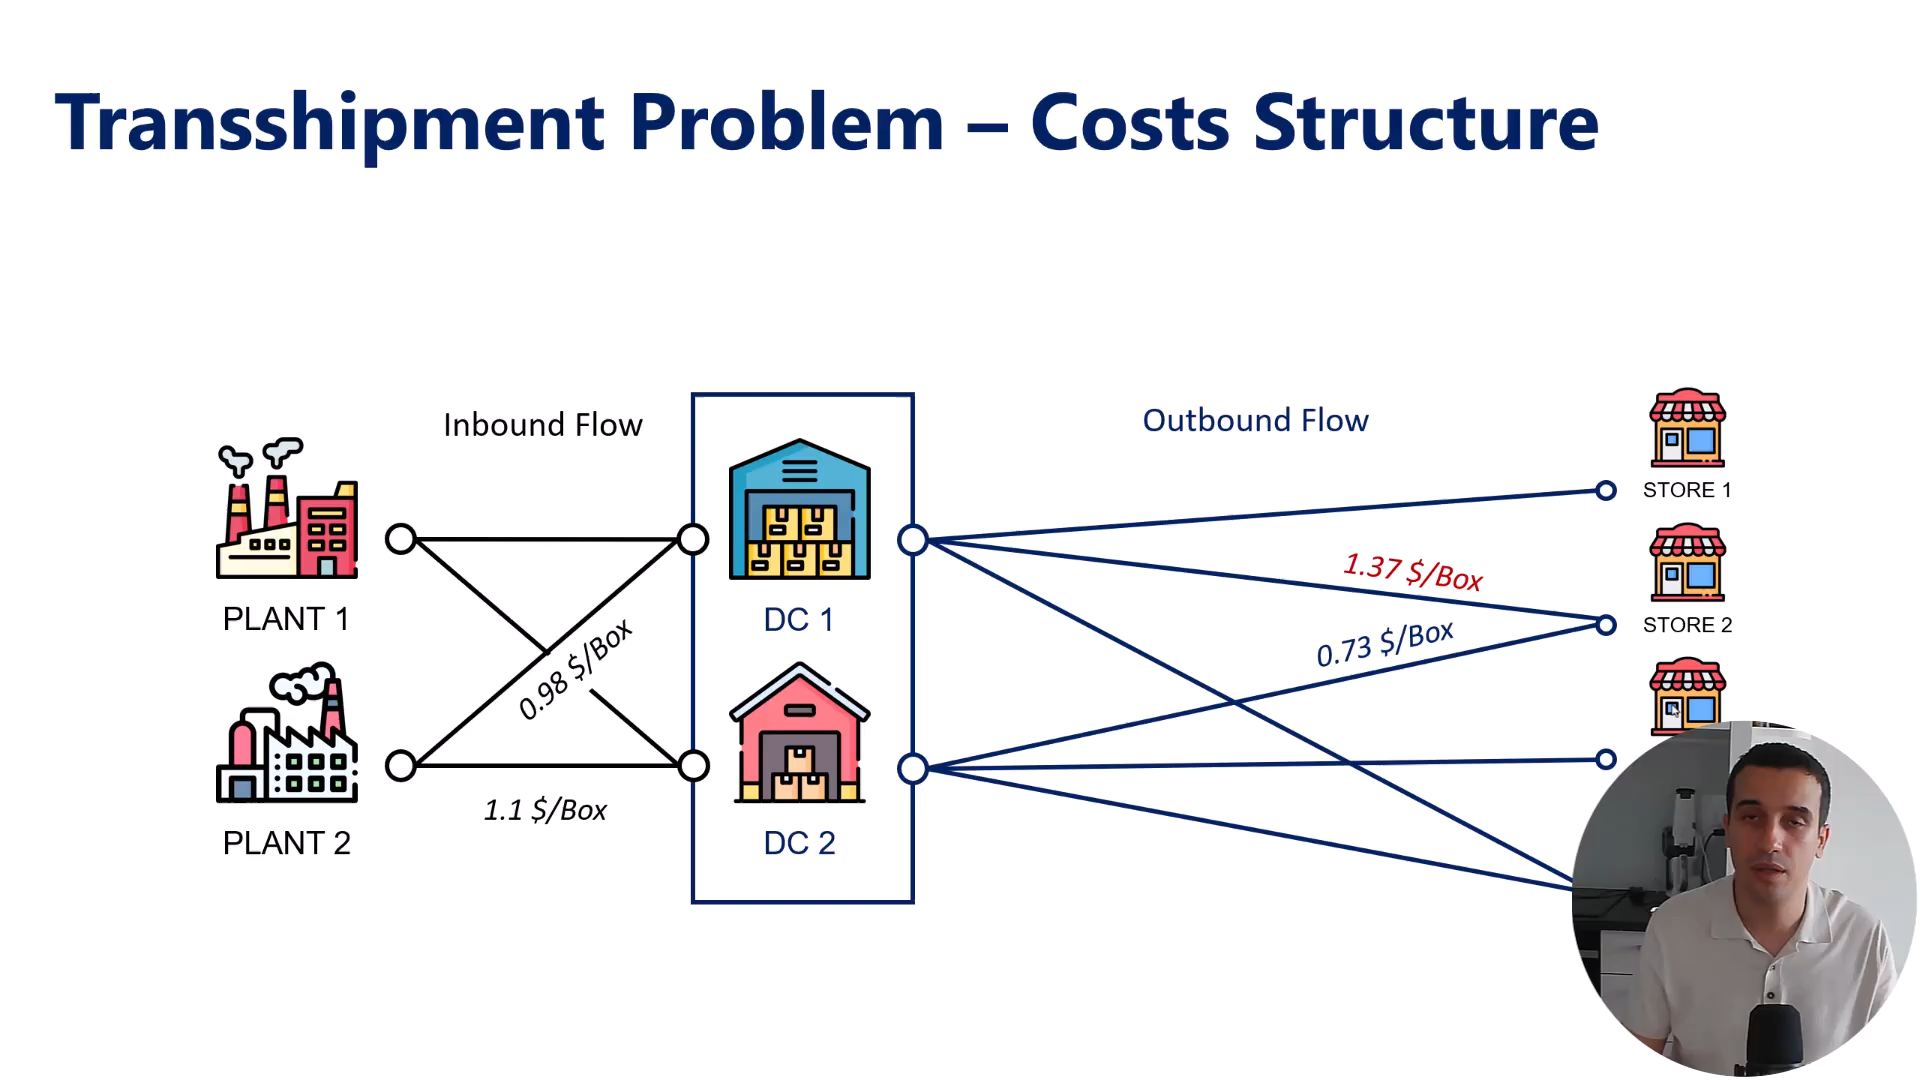 Transshipment Problem – Costs Structure
Inbound Flow
Outbound Flow
STORE 1
1.37 $/Box
PLANT 1
DC 1
STORE 2
0.98 $/Box
0.73 $/Box
1.1 $/Box
PLANT 2
DC 2